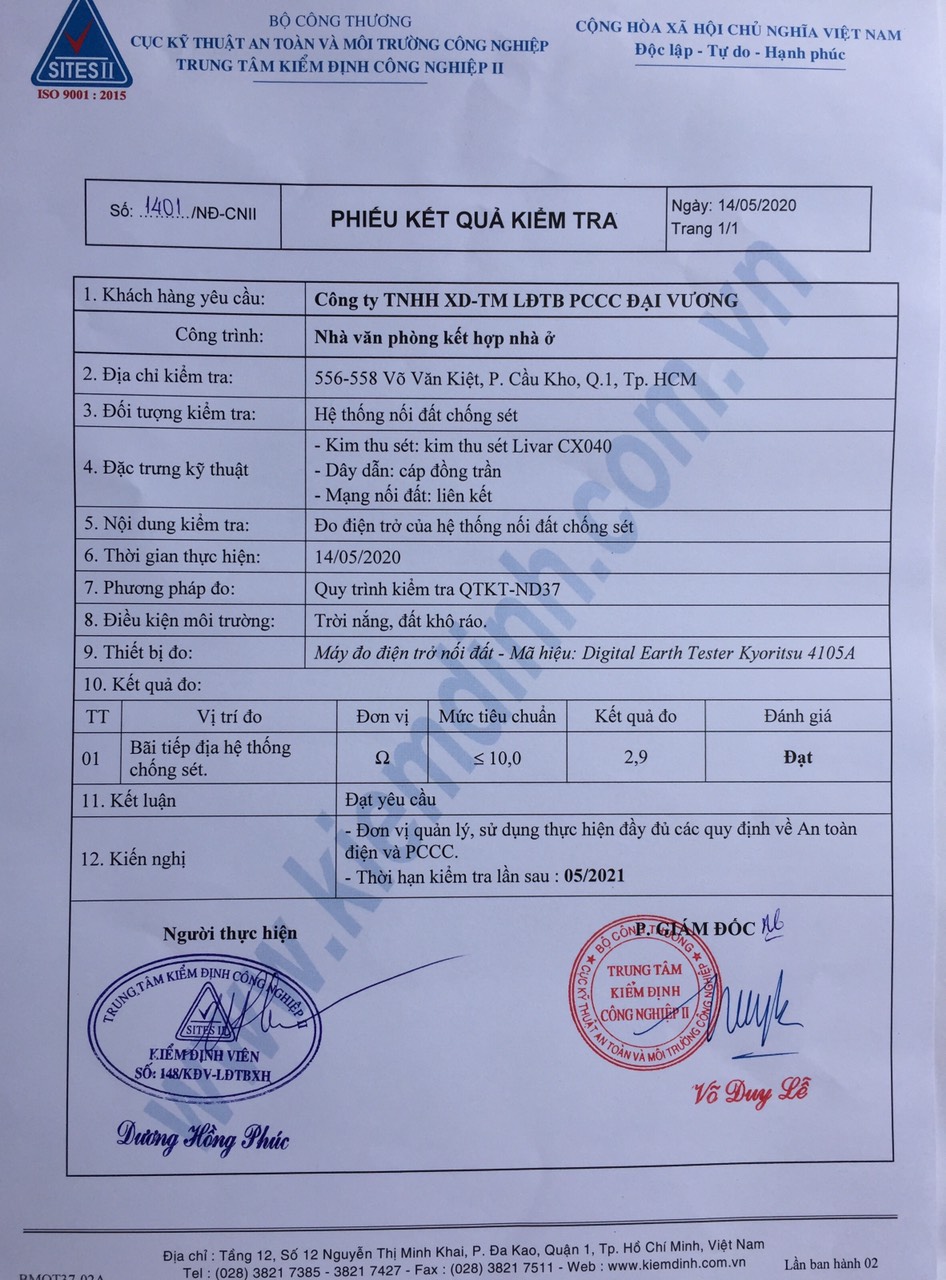 SITES II
ISO 9001 : 2015
BỘ CÔNG THƯƠNG
CỤC KỸ THUẬT AN TOÀN VÀ MÔI TRƯỜNG CÔNG NGHIỆP
TRUNG TÂM KIỂM ĐỊNH CÔNG NGHIỆP II
CỘNG HÒA XÃ HỘI CHỦ NGHĨA VIỆT NAM
Độc lập - Tự do - Hạnh phúc
Số: 1401/NĐ-CNII
PHIẾU KẾT QUẢ KIỂM TRA
Ngày: 14/05/2020
Trang 1/1
1. Khách hàng yêu cầu: Công ty TNHH XD-TM LĐTB PCCC ĐẠI VƯƠNG
Công trình: Nhà văn phòng kết hợp nhà ở
2. Địa chỉ kiểm tra: 556-558 Võ Văn Kiệt, P. Cầu Kho, Q.1, Tp. HCM
3. Đối tượng kiểm tra: Hệ thống nối đất chống sét
4. Đặc trưng kỹ thuật
- Kim thu sét: kim thu sét Livar CX040
- Dây dẫn: cáp đồng trần
- Mạng nối đất: liên kết
5. Nội dung kiểm tra: Đo điện trở của hệ thống nối đất chống sét
6. Thời gian thực hiện: 14/05/2020
7. Phương pháp đo: Quy trình kiểm tra QTKT-ND37
8. Điều kiện môi trường: Trời nắng, đất khô ráo.
9. Thiết bị đo: Máy đo điện trở nối đất - Mã hiệu: Digital Earth Tester Kyoritsu 4105A
10. Kết quả đo:
TT Vị trí đo Đơn vị Mức tiêu chuẩn Kết quả đo Đánh giá
01 Bãi tiếp địa hệ thống chống sét. Ω ≤ 10,0 2,9 Đạt
11. Kết luận Đạt yêu cầu
12. Kiến nghị
- Đơn vị quản lý, sử dụng thực hiện đầy đủ các quy định về An toàn
điện và PCCC.
- Thời hạn kiểm tra lần sau : 05/2021
www.kiemdinh.com.vn
Người thực hiện
TRUNG TÂM KIỂM ĐỊNH CÔNG NGHIỆP II
SITES II
KIỂM ĐỊNH VIÊN
SỐ: 148/KĐV-LĐTBXH
Dương Hồng Phúc
P. GIÁM ĐỐC
BỘ CÔNG THƯƠNG
CỤC KỸ THUẬT AN TOÀN VÀ MÔI TRƯỜNG CÔNG NGHIỆP
TRUNG TÂM
KIỂM ĐỊNH
CÔNG NGHIỆP II
Võ Duy Lễ
Địa chỉ : Tầng 12, Số 12 Nguyễn Thị Minh Khai, P. Đa Kao, Quận 1, Tp. Hồ Chí Minh, Việt Nam
Tel : (028) 3821 7385 - 3821 7427 - Fax : (028) 3821 7511 - Web : www.kiemdinh.com.vn
Lần ban hành 02